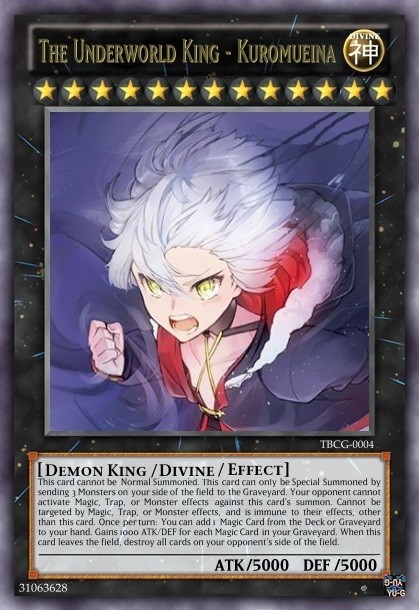 The Underworld King - Kuromueina
DIVINE
神
TBCG-0004
[Demon King /Divine / Effect]
This card cannot be Normal Summoned. This card can only be Special Summoned by
sending 3 Monsters on your side of the field to the Graveyard. Your opponent cannot
activate Magic, Trap, or Monster effects against this card's summon. Cannot be
targeted by Magic, Trap, or Monster effects, and is immune to their effects, other
than this card. Once per turn: You can add 1 Magic Card from the Deck or Graveyard
to your hand. Gains 1000 ATK/DEF for each Magic Card in your Graveyard. When this
card leaves the field, destroy all cards on your opponent's side of the field.
ATK/5000 DEF/5000
31063628
YU-G